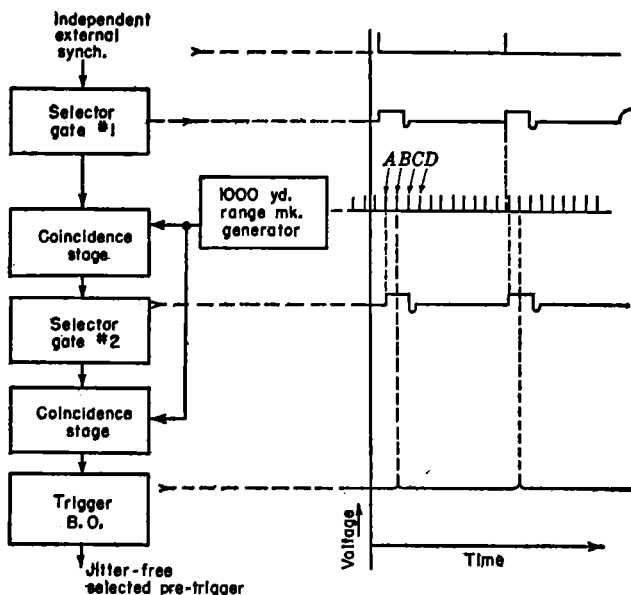 Independent
external
synch.
Selector
gate #1
ABCD
1000 yd.
range mk.
generator
Coincidence
stage
Selector
gate #2
Coincidence
stage
Trigger
B.O.
Voltage
Time
Jitter-free
selected pre-trigger